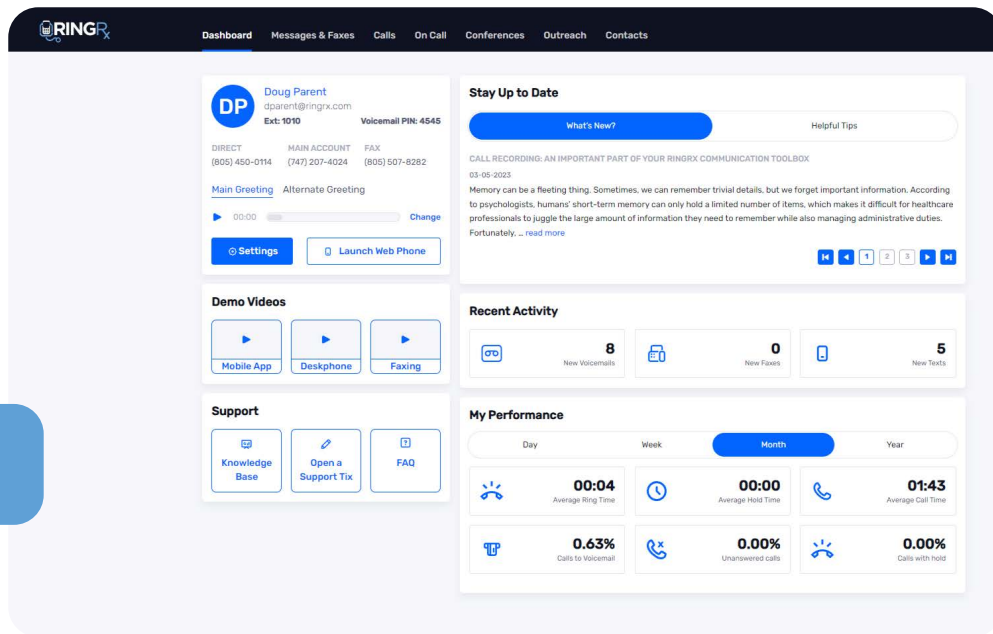 RINGRx
Dashboard Messages & Faxes Calls On Call Conferences Outreach Contacts
DP
Doug Parent
dparent@ringrx.com
Ext: 1010 Voicemail PIN: 4545
DIRECT MAIN ACCOUNT FAX
(805) 450-0114 (747) 207-4024 (805) 507-8282
Main Greeting Alternate Greeting
00:00 Change
Settings Launch Web Phone
Demo Videos
Mobile App Deskphone Faxing
Support
Knowledge Base
Open a Support Tix
FAQ
Stay Up to Date
What's New? Helpful Tips
CALL RECORDING: AN IMPORTANT PART OF YOUR RINGRX COMMUNICATION TOOLBOX
03-05-2023
Memory can be a fleeting thing. Sometimes, we can remember trivial details, but we forget important information. According
to psychologists, humans' short-term memory can only hold a limited number of items, which makes it difficult for healthcare
professionals to juggle the large amount of information they need to remember while also managing administrative duties.
Fortunately, … read more
1 2 3
Recent Activity
8
New Voicemails
0
New Faxes
5
New Texts
My Performance
Day Week Month Year
00:04
Average Ring Time
00:00
Average Hold Time
01:43
Average Call Time
0.63%
Calls to Voicemail
0.00%
Unanswered calls
0.00%
Calls with hold